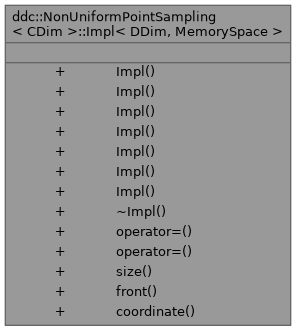 ddc::NonUniformPointSampling
< CDim >::Impl< DDim, MemorySpace >
+ Impl()
+ Impl()
+ Impl()
+ Impl()
+ Impl()
+ Impl()
+ Impl()
+ ~Impl()
+ operator=()
+ operator=()
+ size()
+ front()
+ coordinate()